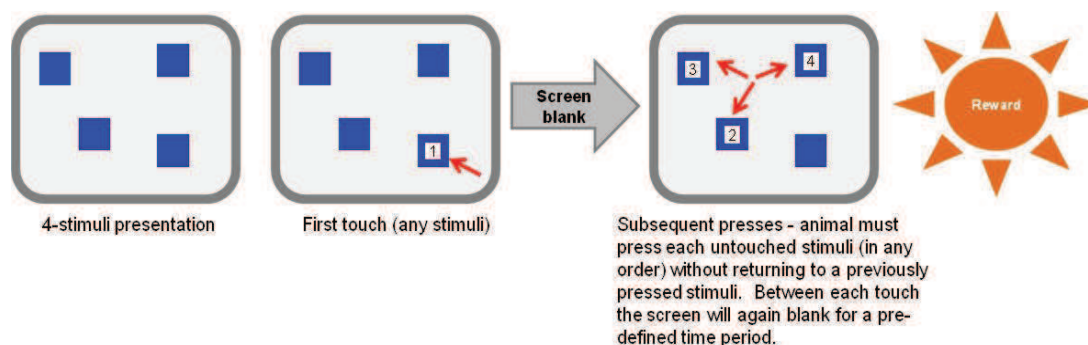 1
Screen
blank
3
4
2
Reward
4-stimuli presentation
First touch (any stimuli)
Subsequent presses - animal must
press each untouched stimuli (in any
order) without returning to a previously
pressed stimuli. Between each touch
the screen will again blank for a pre-
defined time period.